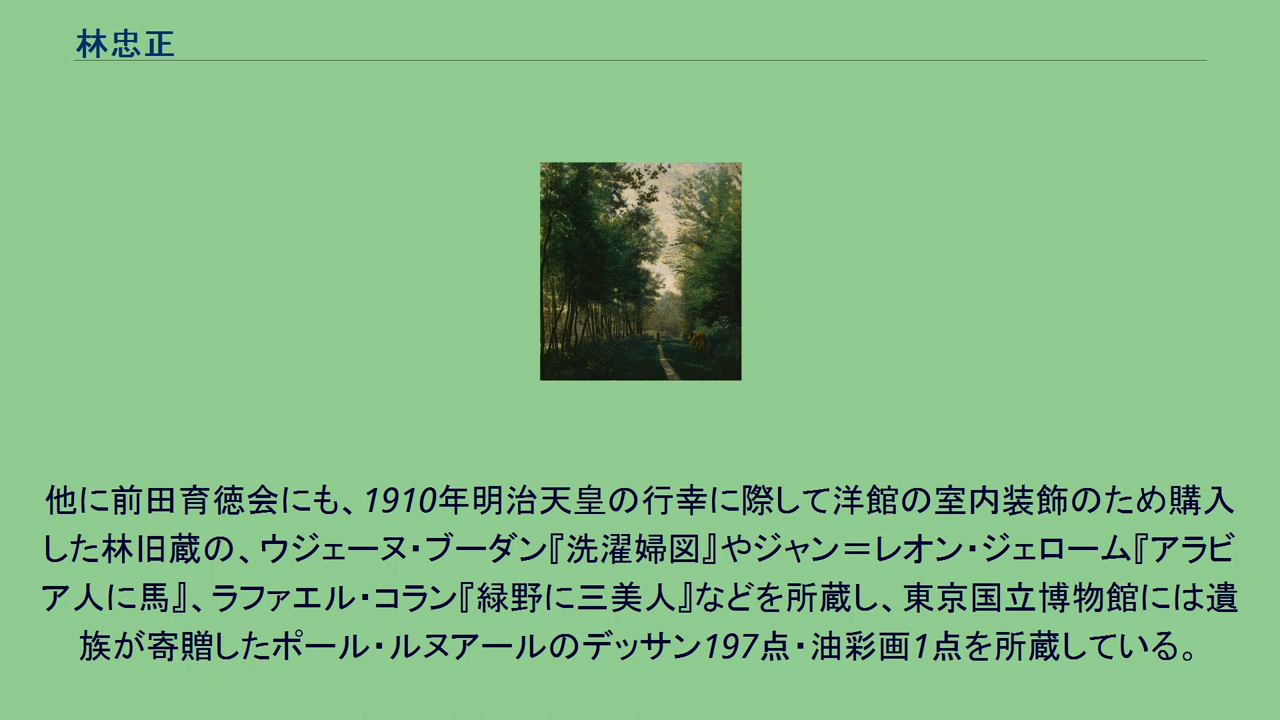 林忠正
他に前田育徳会にも、1910年明治天皇の行幸に際して洋館の室内装飾のため購入
した林旧蔵の、ウジェーヌ・ブーダン『洗濯婦図』やジャン＝レオン・ジェローム『アラビ
ア人に馬』、ラファエル・コラン『緑野に三美人』などを所蔵し、東京国立博物館には遺
族が寄贈したポール・ルヌアールのデッサン197点・油彩画1点を所蔵している。